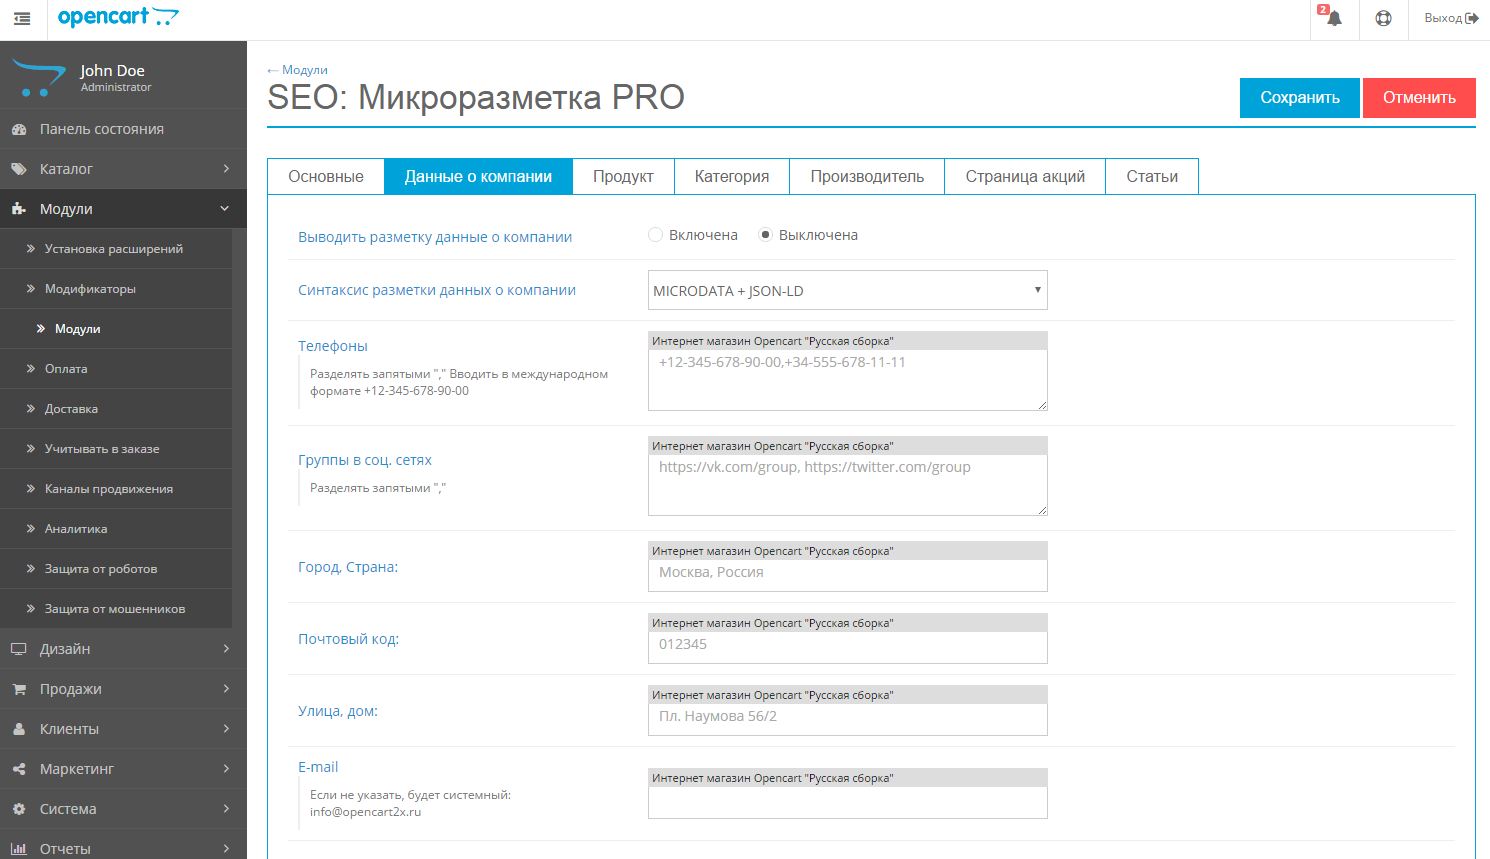 opencart
2
Выход
John Doe
Administrator
Панель состояния
Каталог
Модули
Установка расширений
Модификаторы
Модули
Оплата
Доставка
Учитывать в заказе
Каналы продвижения
Аналитика
Защита от роботов
Защита от мошенников
Дизайн
Продажи
Клиенты
Маркетинг
Система
Отчеты
← Модули
SEO: Микроразметка PRO
Сохранить
Отменить
Основные
Данные о компании
Продукт
Категория
Производитель
Страница акций
Статьи
Выводить разметку данные о компании
Включена
Выключена
Синтаксис разметки данных о компании
MICRODATA + JSON-LD
Телефоны
Разделять запятыми "," Вводить в международном
формате +12-345-678-90-00
Интернет магазин Opencart "Русская сборка"
+12-345-678-90-00,+34-555-678-11-11
Группы в соц. сетях
Разделять запятыми ","
Интернет магазин Opencart "Русская сборка"
https://vk.com/group, https://twitter.com/group
Город, Страна:
Интернет магазин Opencart "Русская сборка"
Москва, Россия
Почтовый код:
Интернет магазин Opencart "Русская сборка"
012345
Улица, дом:
Интернет магазин Opencart "Русская сборка"
Пл. Наумова 56/2
E-mail
Если не указать, будет системный:
info@opencart2x.ru
Интернет магазин Opencart "Русская сборка"